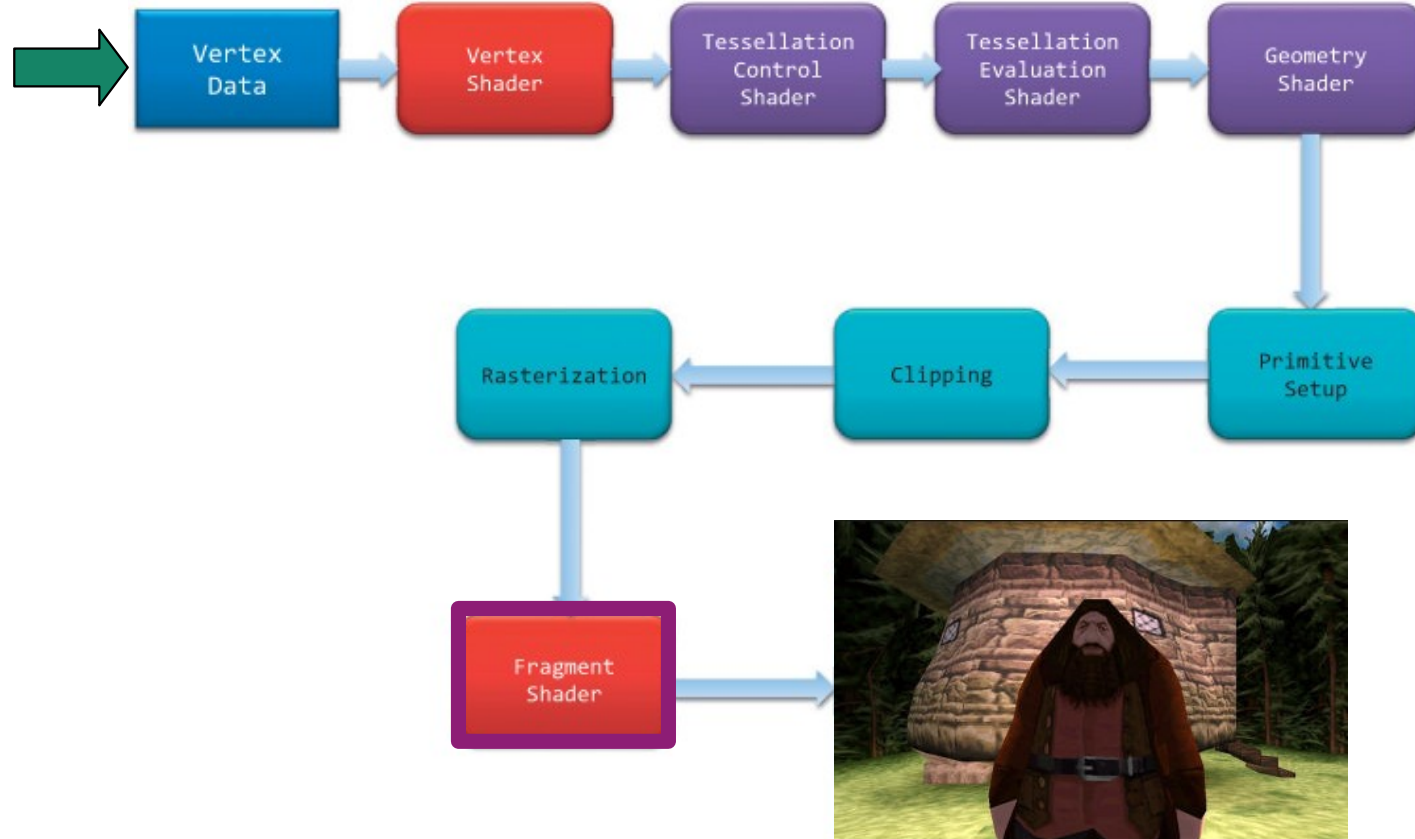 Vertex
Data
Vertex
Shader
Tessellation
Control
Shader
Tessellation
Evaluation
Shader
Geometry
Shader
Primitive
Setup
Clipping
Rasterization
Fragment
Shader